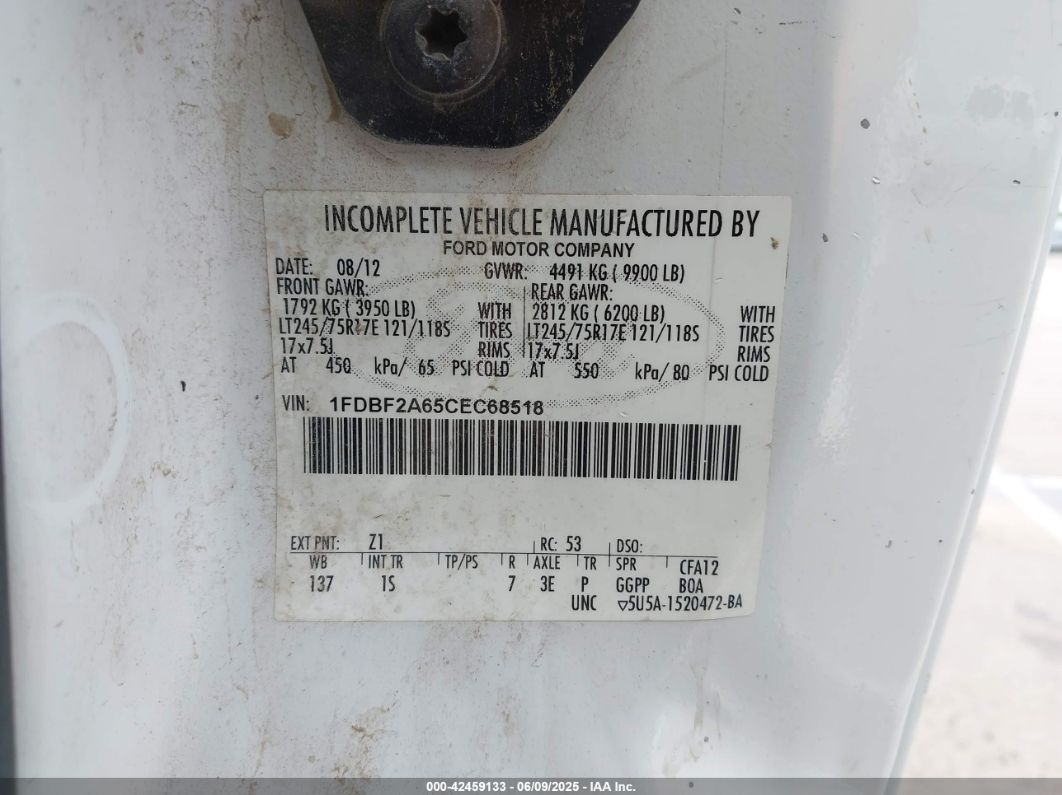 INCOMPLETE VEHICLE MANUFACTURED BY
FORD MOTOR COMPANY
DATE: 08/12 GVWR: 4491 KG ( 9900 LB)
FRONT GAWR: REAR GAWR:
1792 KG ( 3950 LB) WITH 2812 KG ( 6200 LB) WITH
LT245/75R17E 121/118S TIRES LT245/75R17E 121/118S TIRES
17x7.5J RIMS 17x7.5J RIMS
AT 450 kPa/ 65 PSI COLD AT 550 kPa/ 80 PSI COLD
VIN: 1FDBF2A65CEC68518
EXT PNT: Z1 RC: 53 DSO:
WB INT TR TP/PS R AXLE TR SPR CFA12
137 1S 7 3E P GGPP BOA
UNC ▽5U5A-1520472-BA
000-42459133 - 06/09/2025 - IAA Inc.